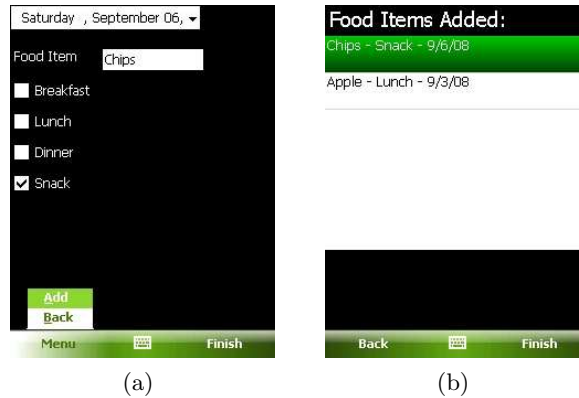 Saturday , September 06,
Food Item Chips
Breakfast
Lunch
Dinner
Snack
Add
Back
Menu Finish
(a)
Food Items Added:
Chips - Snack - 9/6/08
Apple - Lunch - 9/3/08
Back Finish
(b)